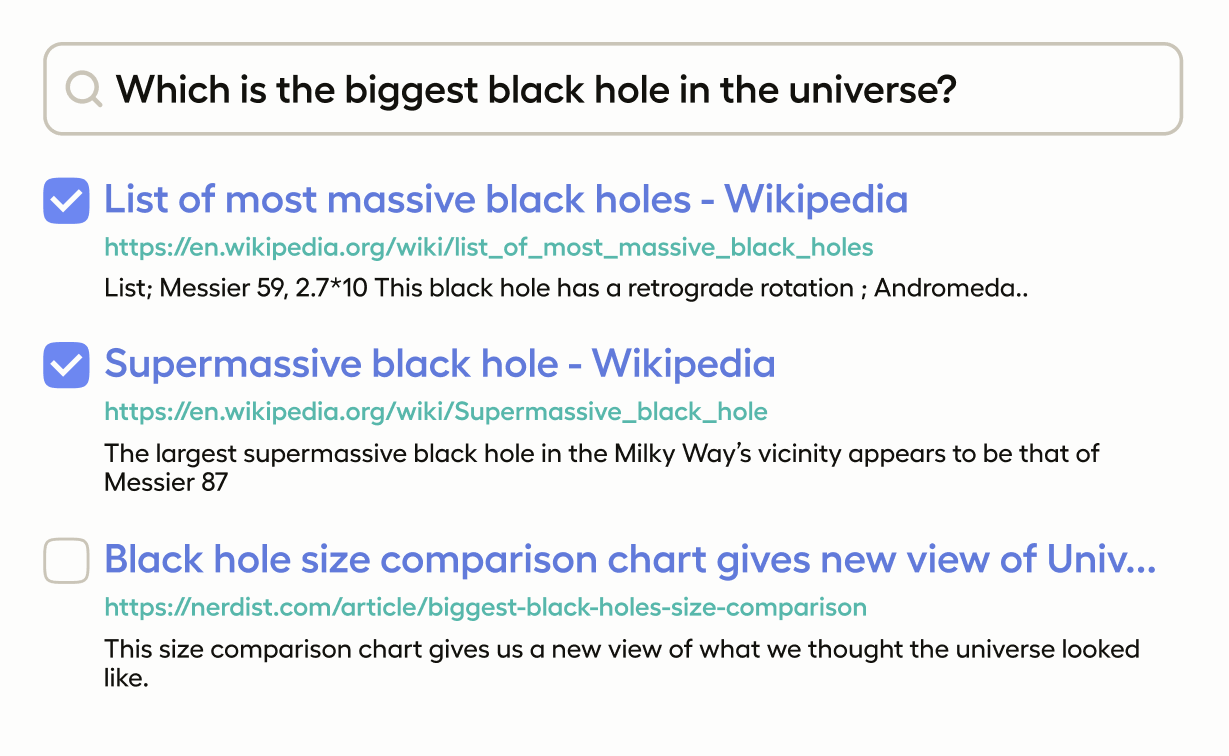 Which is the biggest black hole in the universe?
List of most massive black holes - Wikipedia
https://en.wikipedia.org/wiki/list_of_most_massive_black_holes
List; Messier 59, 2.7*10 This black hole has a retrograde rotation ; Andromeda..
Supermassive black hole - Wikipedia
https://en.wikipedia.org/wiki/Supermassive_black_hole
The largest supermassive black hole in the Milky Way’s vicinity appears to be that of
Messier 87
Black hole size comparison chart gives new view of Univ...
https://nerdist.com/article/biggest-black-holes-size-comparison
This size comparison chart gives us a new view of what we thought the universe looked
like.